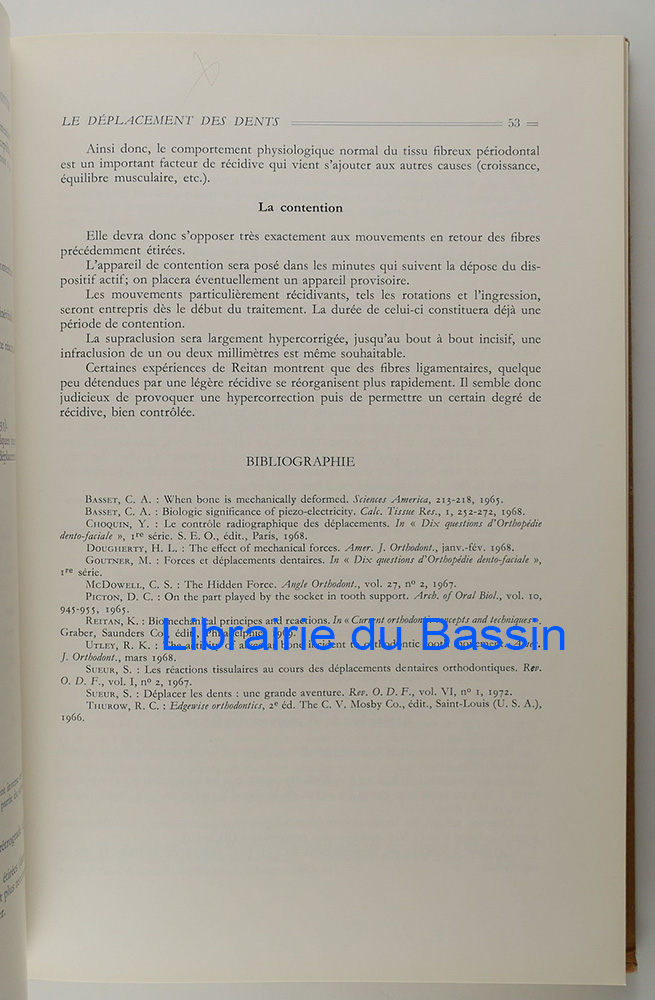 LE DÉPLACEMENT DES DENTS 53
Ainsi donc, le comportement physiologique normal du tissu fibreux périodontal
est un important facteur de récidive qui vient s'ajouter aux autres causes (croissance,
équilibre musculaire, etc.).
La contention
Elle devra donc s'opposer très exactement aux mouvements en retour des fibres
précédemment étirées.
L'appareil de contention sera posé dans les minutes qui suivent la dépose du dis-
positif actif; on placera éventuellement un appareil provisoire.
Les mouvements particulièrement récidivants, tels les rotations et l'ingression,
seront entrepris dès le début du traitement. La durée de celui-ci constituera déjà une
période de contention.
La supraclusion sera largement hypercorrigée, jusqu'au bout à bout incisif, une
infraclusion de un ou deux millimètres est même souhaitable.
Certaines expériences de Reitan montrent que des fibres ligamentaires, quelque
peu détendues par une légère récidive se réorganisent plus rapidement. Il semble donc
judicieux de provoquer une hypercorrection puis de permettre un certain degré de
récidive, bien contrôlée.
BIBLIOGRAPHIE
BASSET, C. A. : When bone is mechanically deformed. Sciences America, 213-218, 1965.
BASSET, C. A. : Biologic significance of piezo-electricity. Calc. Tissue Res., 1, 252-272, 1968.
CHOQUIN, Y. : Le contrôle radiographique des déplacements. In « Dix questions d'Orthopédie
dento-faciale », 1re série. S. E. O., édit., Paris, 1968.
DOUGHERTY, H. L. : The effect of mechanical forces. Amer. J. Orthodont., janv.-fév. 1968.
GOUTNER, M. : Forces et déplacements dentaires. In « Dix questions d'Orthopédie dento-faciale »,
1re série.
MCDOWELL, C. S. : The Hidden Force. Angle Orthodont., vol. 27, nº 2, 1967.
PICTON, D. C. : On the part played by the socket in tooth support. Arch. of Oral Biol., vol. 10,
945-955, 1965.
REITAN, K. : Biomechanical principes and reactions. In « Current orthodontic concepts and techniques »
Graber, Saunders Co., édit., Philadelphie,
UTLEY, R. K. : The activity of alveolar bone incident to orthodontic tooth movement. Amer.
J. Orthodont., mars 1968.
SUEUR, S. : Les réactions tissulaires au cours des déplacements dentaires orthodontiques. Rev.
O. D. F., vol. I, nº 2, 1967.
SUEUR, S. : Déplacer les dents : une grande aventure. Rev. O. D. F., vol. VI, nº 1, 1972.
THUROW, R. C. : Edgewise orthodontics, 2e éd. The C. V. Mosby Co., édit., Saint-Louis (U. S. A.),
1966.
Librairie du Bassin